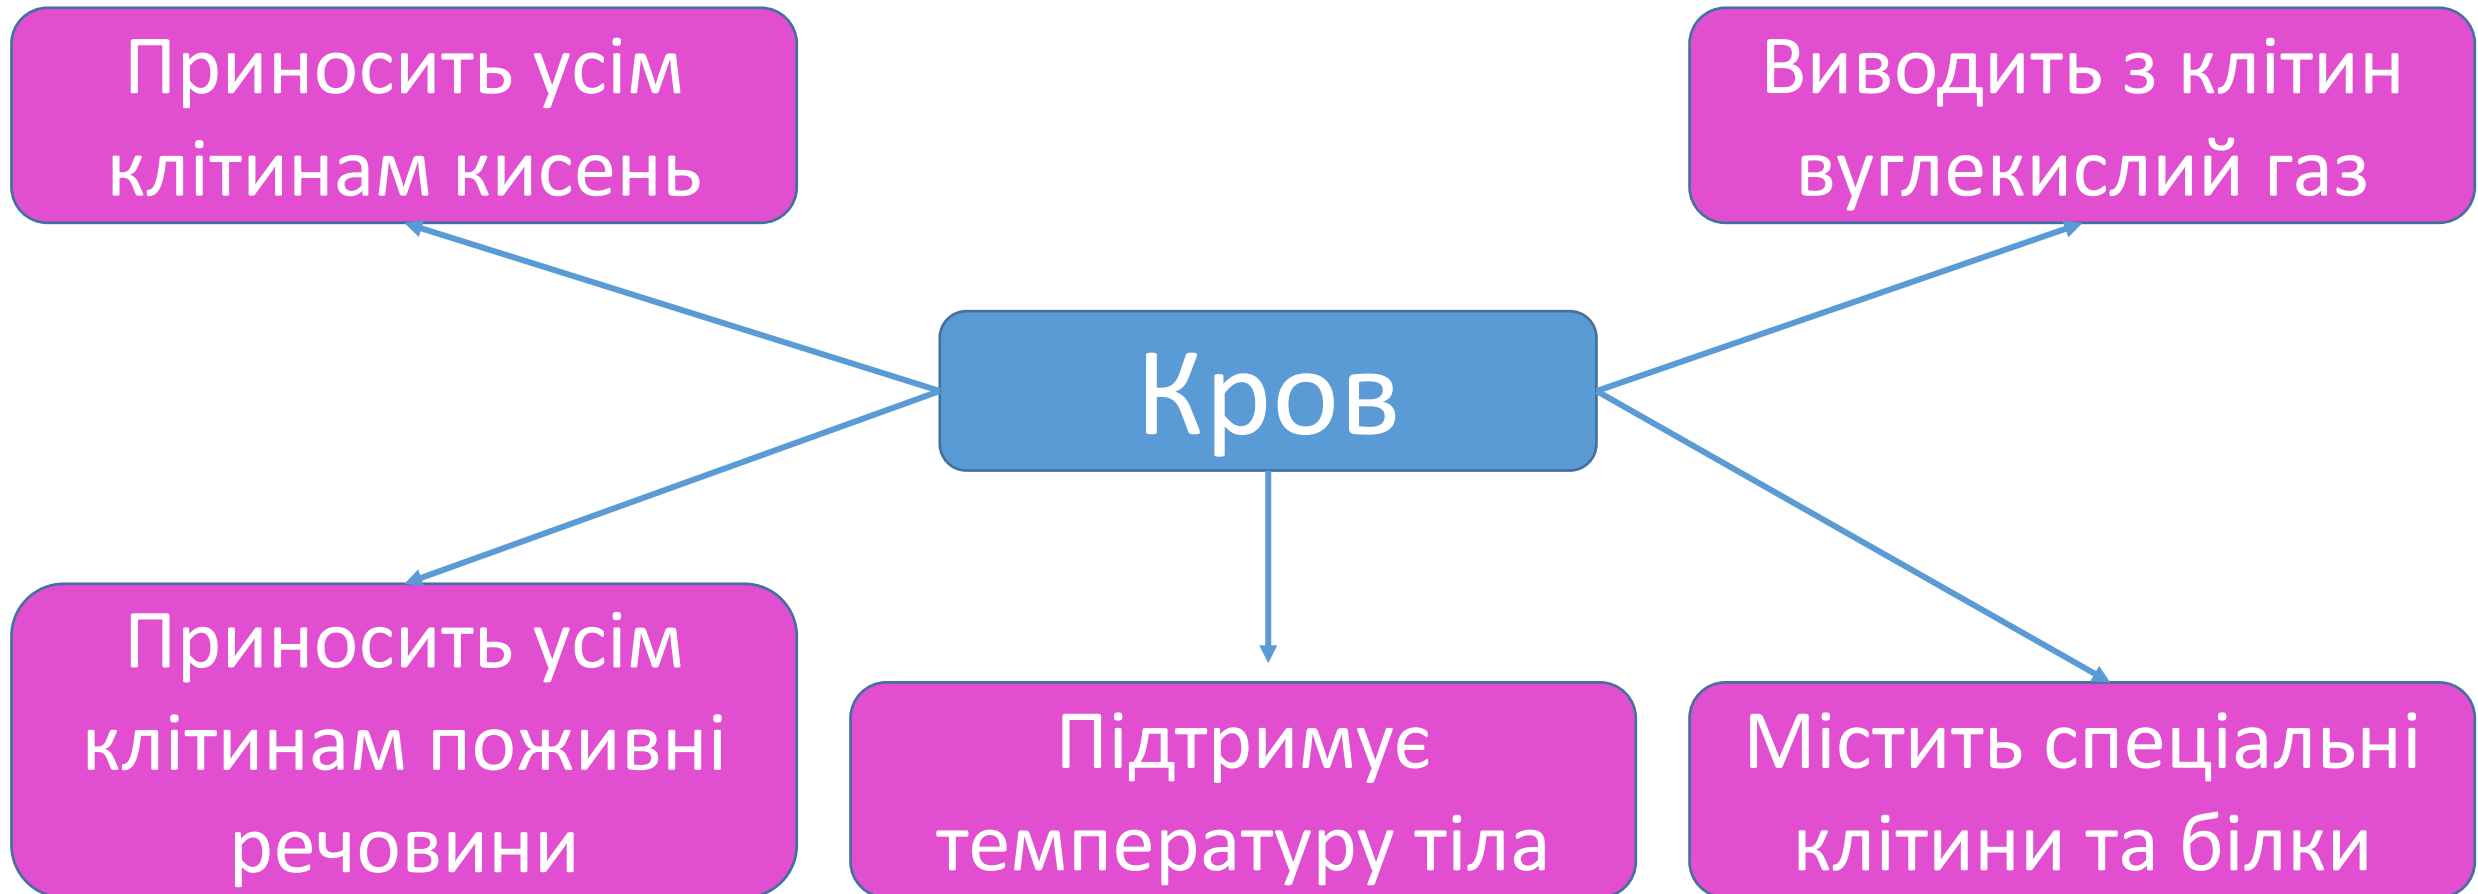 Приносить усім
клітинам кисень
Виводить з клітин
вуглекислий газ
Кров
Приносить усім
клітинам поживні
речовини
Підтримує
температуру тіла
Містить спеціальні
клітини та білки